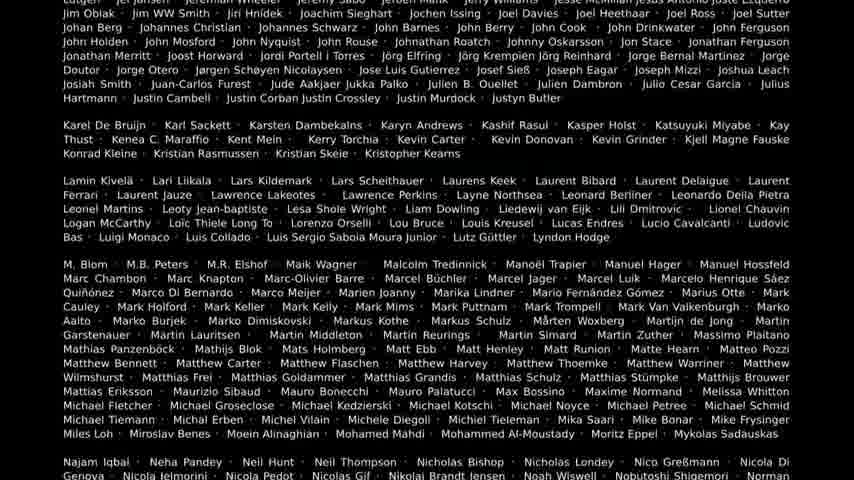 Jim Oblak · Jim WW Smith · Jiri Hnídek · Joachim Sieghart · Jochen Issing · Joel Davies · Joel Heethaar · Joel Ross · Joel Sutter
Johan Berg · Johannes Christian · Johannes Schwarz · John Barnes · John Berry · John Cook · John Drinkwater · John Ferguson
John Holden · John Mosford · John Nyquist · John Rouse · Johnathan Roatch · Johnny Oskarsson · Jon Stace · Jonathan Ferguson
Jonathan Merritt · Joost Horward · Jordi Portell i Torres · Jörg Elfring · Jörg Krempien Jörg Reinhard · Jorge Bernal Martinez · Jorge
Doutor · Jorge Otero · Jørgen Schøyen Nicolaysen · Jose Luis Gutierrez · Josef Sieß · Joseph Eagar · Joseph Mizzi · Joshua Leach
Josiah Smith · Juan-Carlos Furest · Jude Aakjaer Jukka Palko · Julien B. Ouellet · Julien Dambron · Julio Cesar Garcia · Julius
Hartmann · Justin Cambell · Justin Corban Justin Crossley · Justin Murdock · Justyn Butler
Karel De Bruijn · Karl Sackett · Karsten Dambekalns · Karyn Andrews · Kashif Rasul · Kasper Holst · Katsuyuki Miyabe · Kay
Thust · Kenea C. Maraffio · Kent Mein · Kerry Torchia · Kevin Carter · Kevin Donovan · Kevin Grinder · Kjell Magne Fauske
Konrad Kleine · Kristian Rasmussen · Kristian Skeie · Kristopher Kearns
Lamin Kivelä · Lari Liikala · Lars Kildemark · Lars Scheithauer · Laurens Keek · Laurent Bibard · Laurent Delaigue · Laurent
Ferrari · Laurent Jauze · Lawrence Lakeotes · Lawrence Perkins · Layne Northsea · Leonard Berliner · Leonardo Della Pietra
Leonel Martins · Leoty Jean-baptiste · Lesa Shole Wright · Liam Dowling · Liedewij van Eijk · Lili Dmitrovic · Lionel Chauvin
Logan McCarthy · Loïc Thiele Long To · Lorenzo Orselli · Lou Bruce · Louis Kreusel · Lucas Endres · Lucio Cavalcanti · Ludovic
Bas · Luigi Monaco · Luis Collado · Luis Sergio Saboia Moura Junior · Lutz Güttler · Lyndon Hodge
M. Blom · M.B. Peters · M.R. Elshof · Maik Wagner · Malcolm Tredinnick · Manoël Trapier · Manuel Hager · Manuel Hossfeld
Marc Chambon · Marc Knapton · Marc-Olivier Barre · Marcel Büchler · Marcel Jager · Marcel Luik · Marcelo Henrique Sáez
Quiñónez · Marco Di Bernardo · Marco Meijer · Marien Joanny · Marika Lindner · Mario Fernández Gómez · Marius Otte · Mark
Cauley · Mark Holford · Mark Keller · Mark Kelly · Mark Mims · Mark Puttnam · Mark Trompell · Mark Van Valkenburgh · Marko
Aalto · Marko Burjek · Marko Dimiskovski · Markus Kothe · Markus Schulz · Mårten Woxberg · Martijn de Jong · Martin
Garstenauer · Martin Lauritsen · Martin Middleton · Martin Reurings · Martin Simard · Martin Zuther · Massimo Plaitano
Mathias Panzenböck · Mathijs Blok · Mats Holmberg · Matt Ebb · Matt Henley · Matt Runion · Matte Hearn · Matteo Pozzi
Matthew Bennett · Matthew Carter · Matthew Flaschen · Matthew Harvey · Matthew Thoemke · Matthew Warriner · Matthew
Wilmshurst · Matthias Frei · Matthias Goldammer · Matthias Grandis · Matthias Schulz · Matthias Stümpke · Matthijs Brouwer
Mattias Eriksson · Maurizio Sibaud · Mauro Bonecchi · Mauro Palatucci · Max Bossino · Maxime Normand · Melissa Whitton
Michael Fletcher · Michael Groseclose · Michael Kedzierski · Michael Kotschi · Michael Noyce · Michael Petree · Michael Schmid
Michael Tiemann · Michal Erben · Michel Vilain · Michele Diegoli · Michiel Tieleman · Mika Saari · Mike Bonar · Mike Frysinger
Miles Loh · Miroslav Benes · Moein Alinaghian · Mohamed Mahdi · Mohammed Al-Moustady · Moritz Eppel · Mykolas Sadauskas
Najam Iqbal · Neha Pandey · Neil Hunt · Neil Thompson · Nicholas Bishop · Nicholas Londey · Nico Greßmann · Nicola Di
Genova · Nicola Jelmorini · Nicola Pedot · Nicolas Gif · Nikolai Brandt Jensen · Noah Wiswell · Nobutoshi Shigemori · Norman